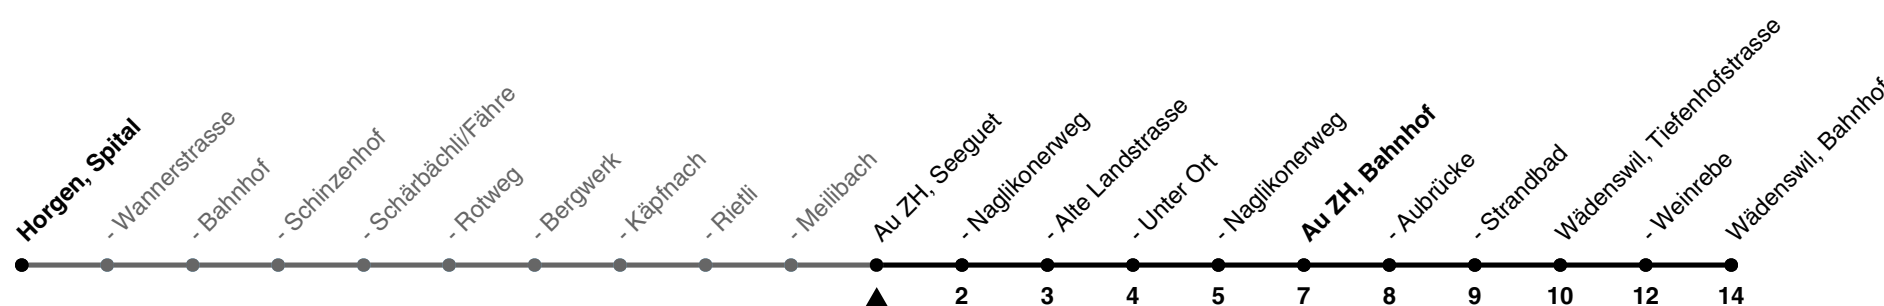 Horgen, Spital
- Wannerstrasse
- Bahnhof
- Schinzenhof
- Schärbächli/Fähre
- Rotweg
- Bergwerk
- Käpfnach
- Rietli
- Meilibach
Au ZH, Seeguet
- Naglikonerweg
- Alte Landstrasse
- Unter Ort
- Naglikonerweg
Au ZH, Bahnhof
- Aubrücke
- Strandbad
Wädenswil, Tiefenhofstrasse
- Weinrebe
Wädenswil, Bahnhof
2 3 4 5 7 8 9 10 12 14